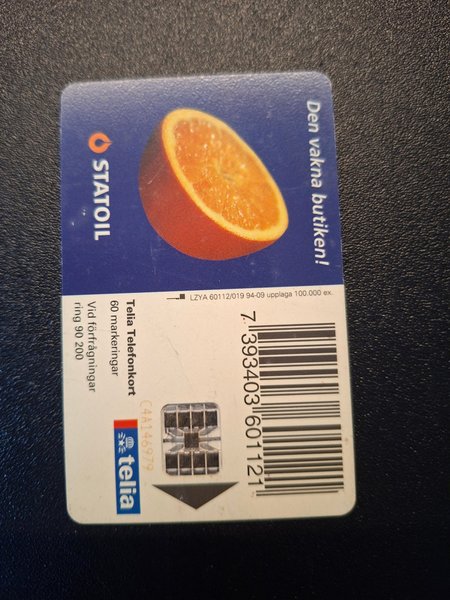 Den vakna butiken!
STATOIL
LZYA 60112/019 94-09 upplaga 100.000 ex.
Telia Telefonkort
60 markeringar
Vid förfrågningar
ring 90 200
C4A146979
telia
7 393403 601121